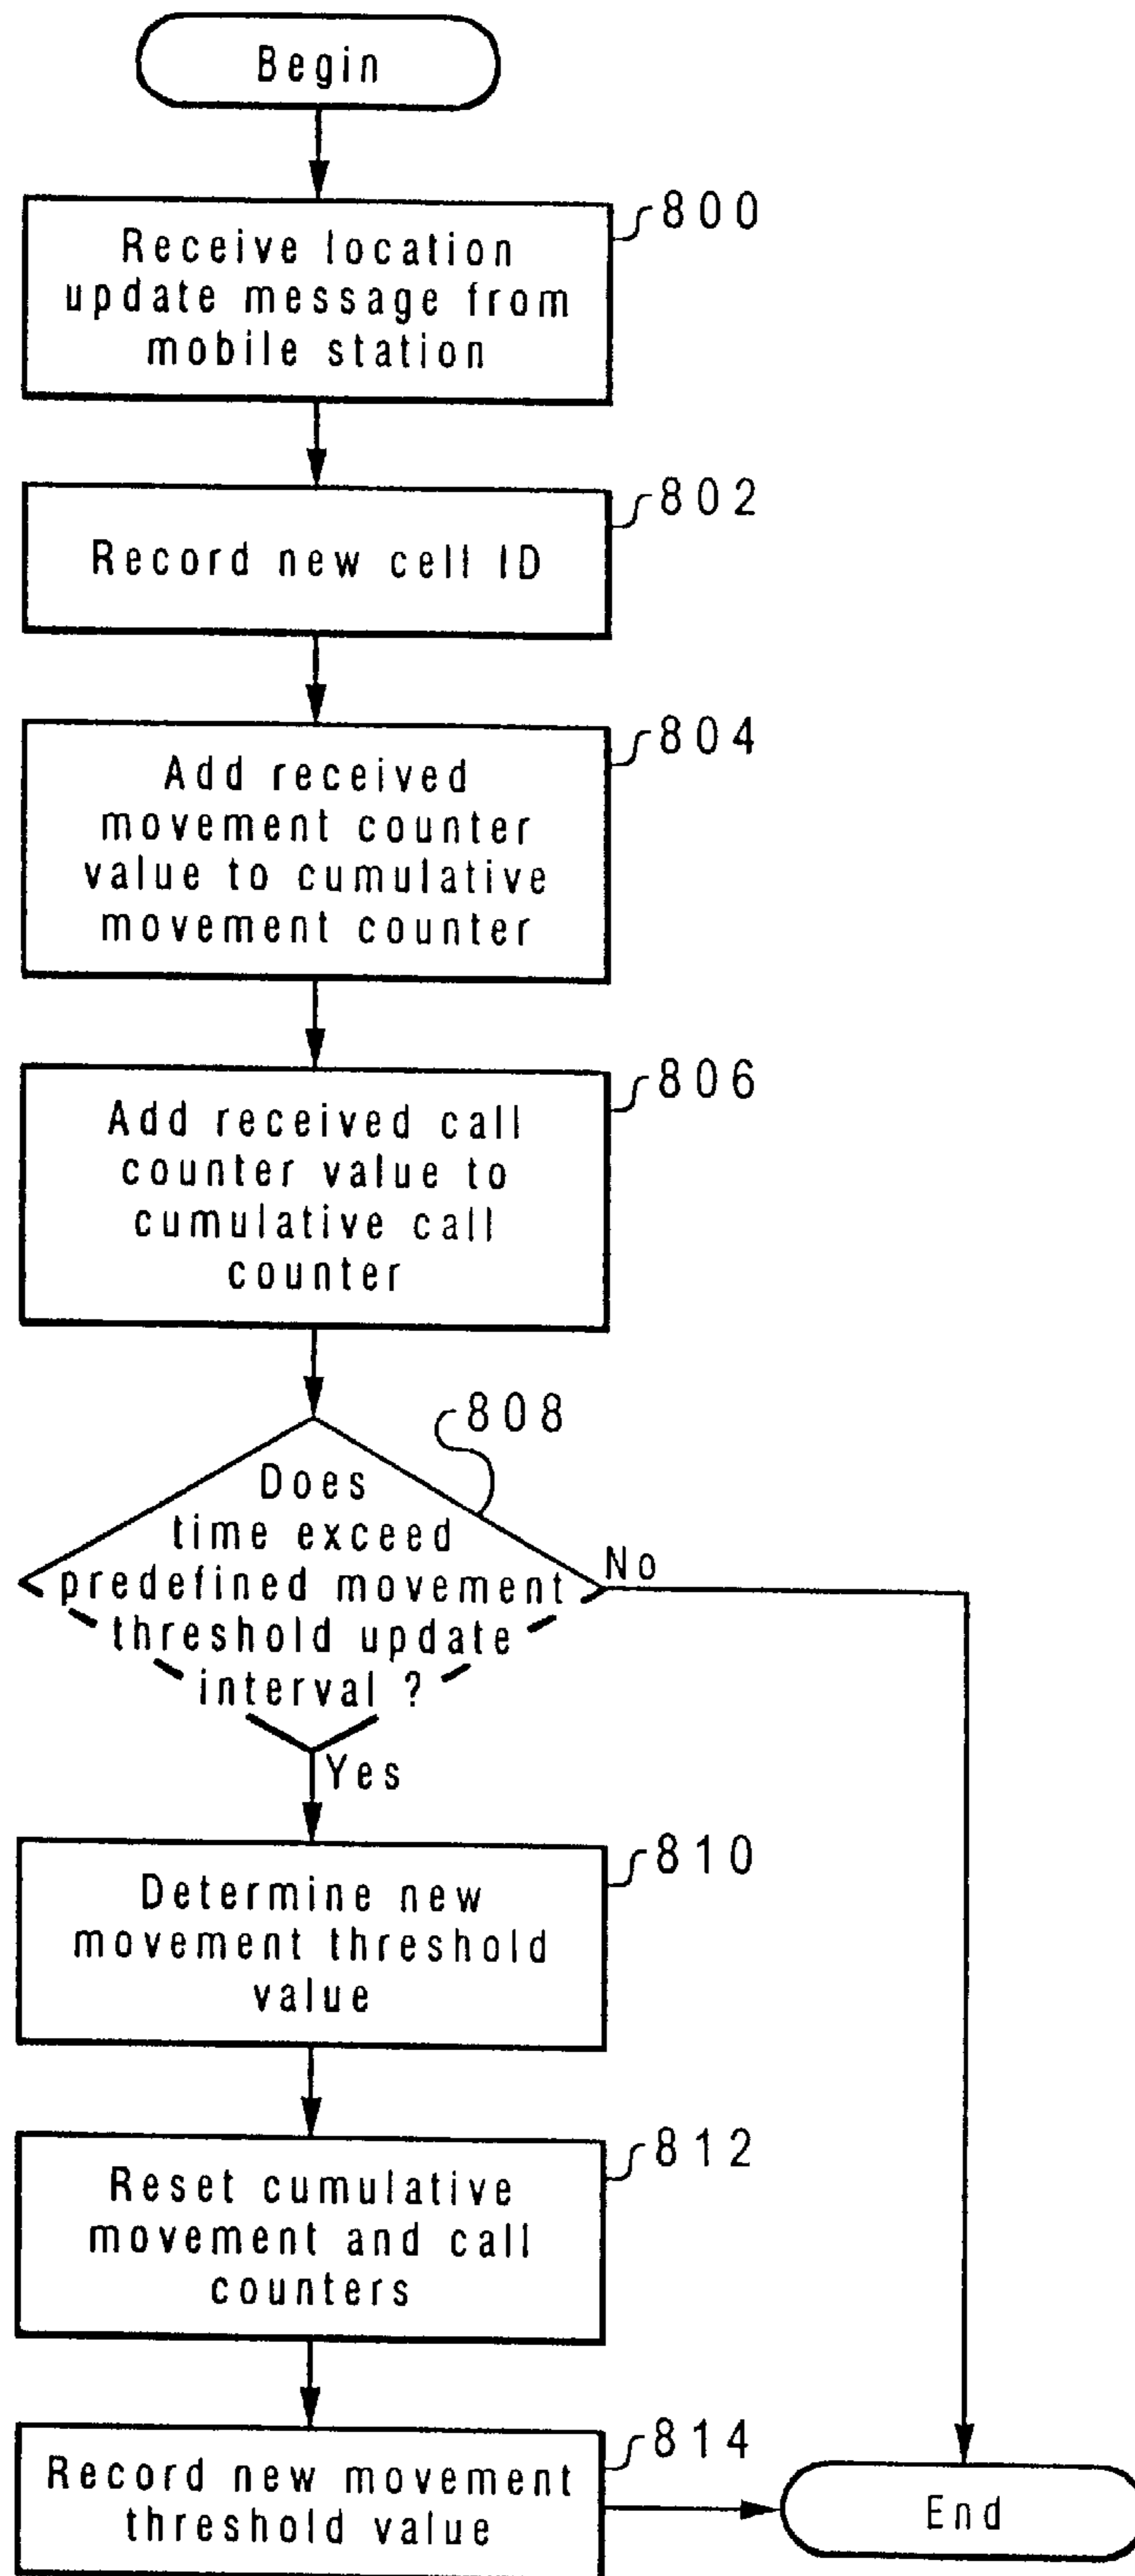 Begin
800
Receive location
update message from
mobile station
802
Record new cell ID
804
Add received
movement counter
value to cumulative
movement counter
806
Add received call
counter value to
cumulative call
counter
808
Does
time exceed
predefined movement
threshold update
interval ?
No
Yes
810
Determine new
movement threshold
value
812
Reset cumulative
movement and call
counters
814
Record new movement
threshold value
End